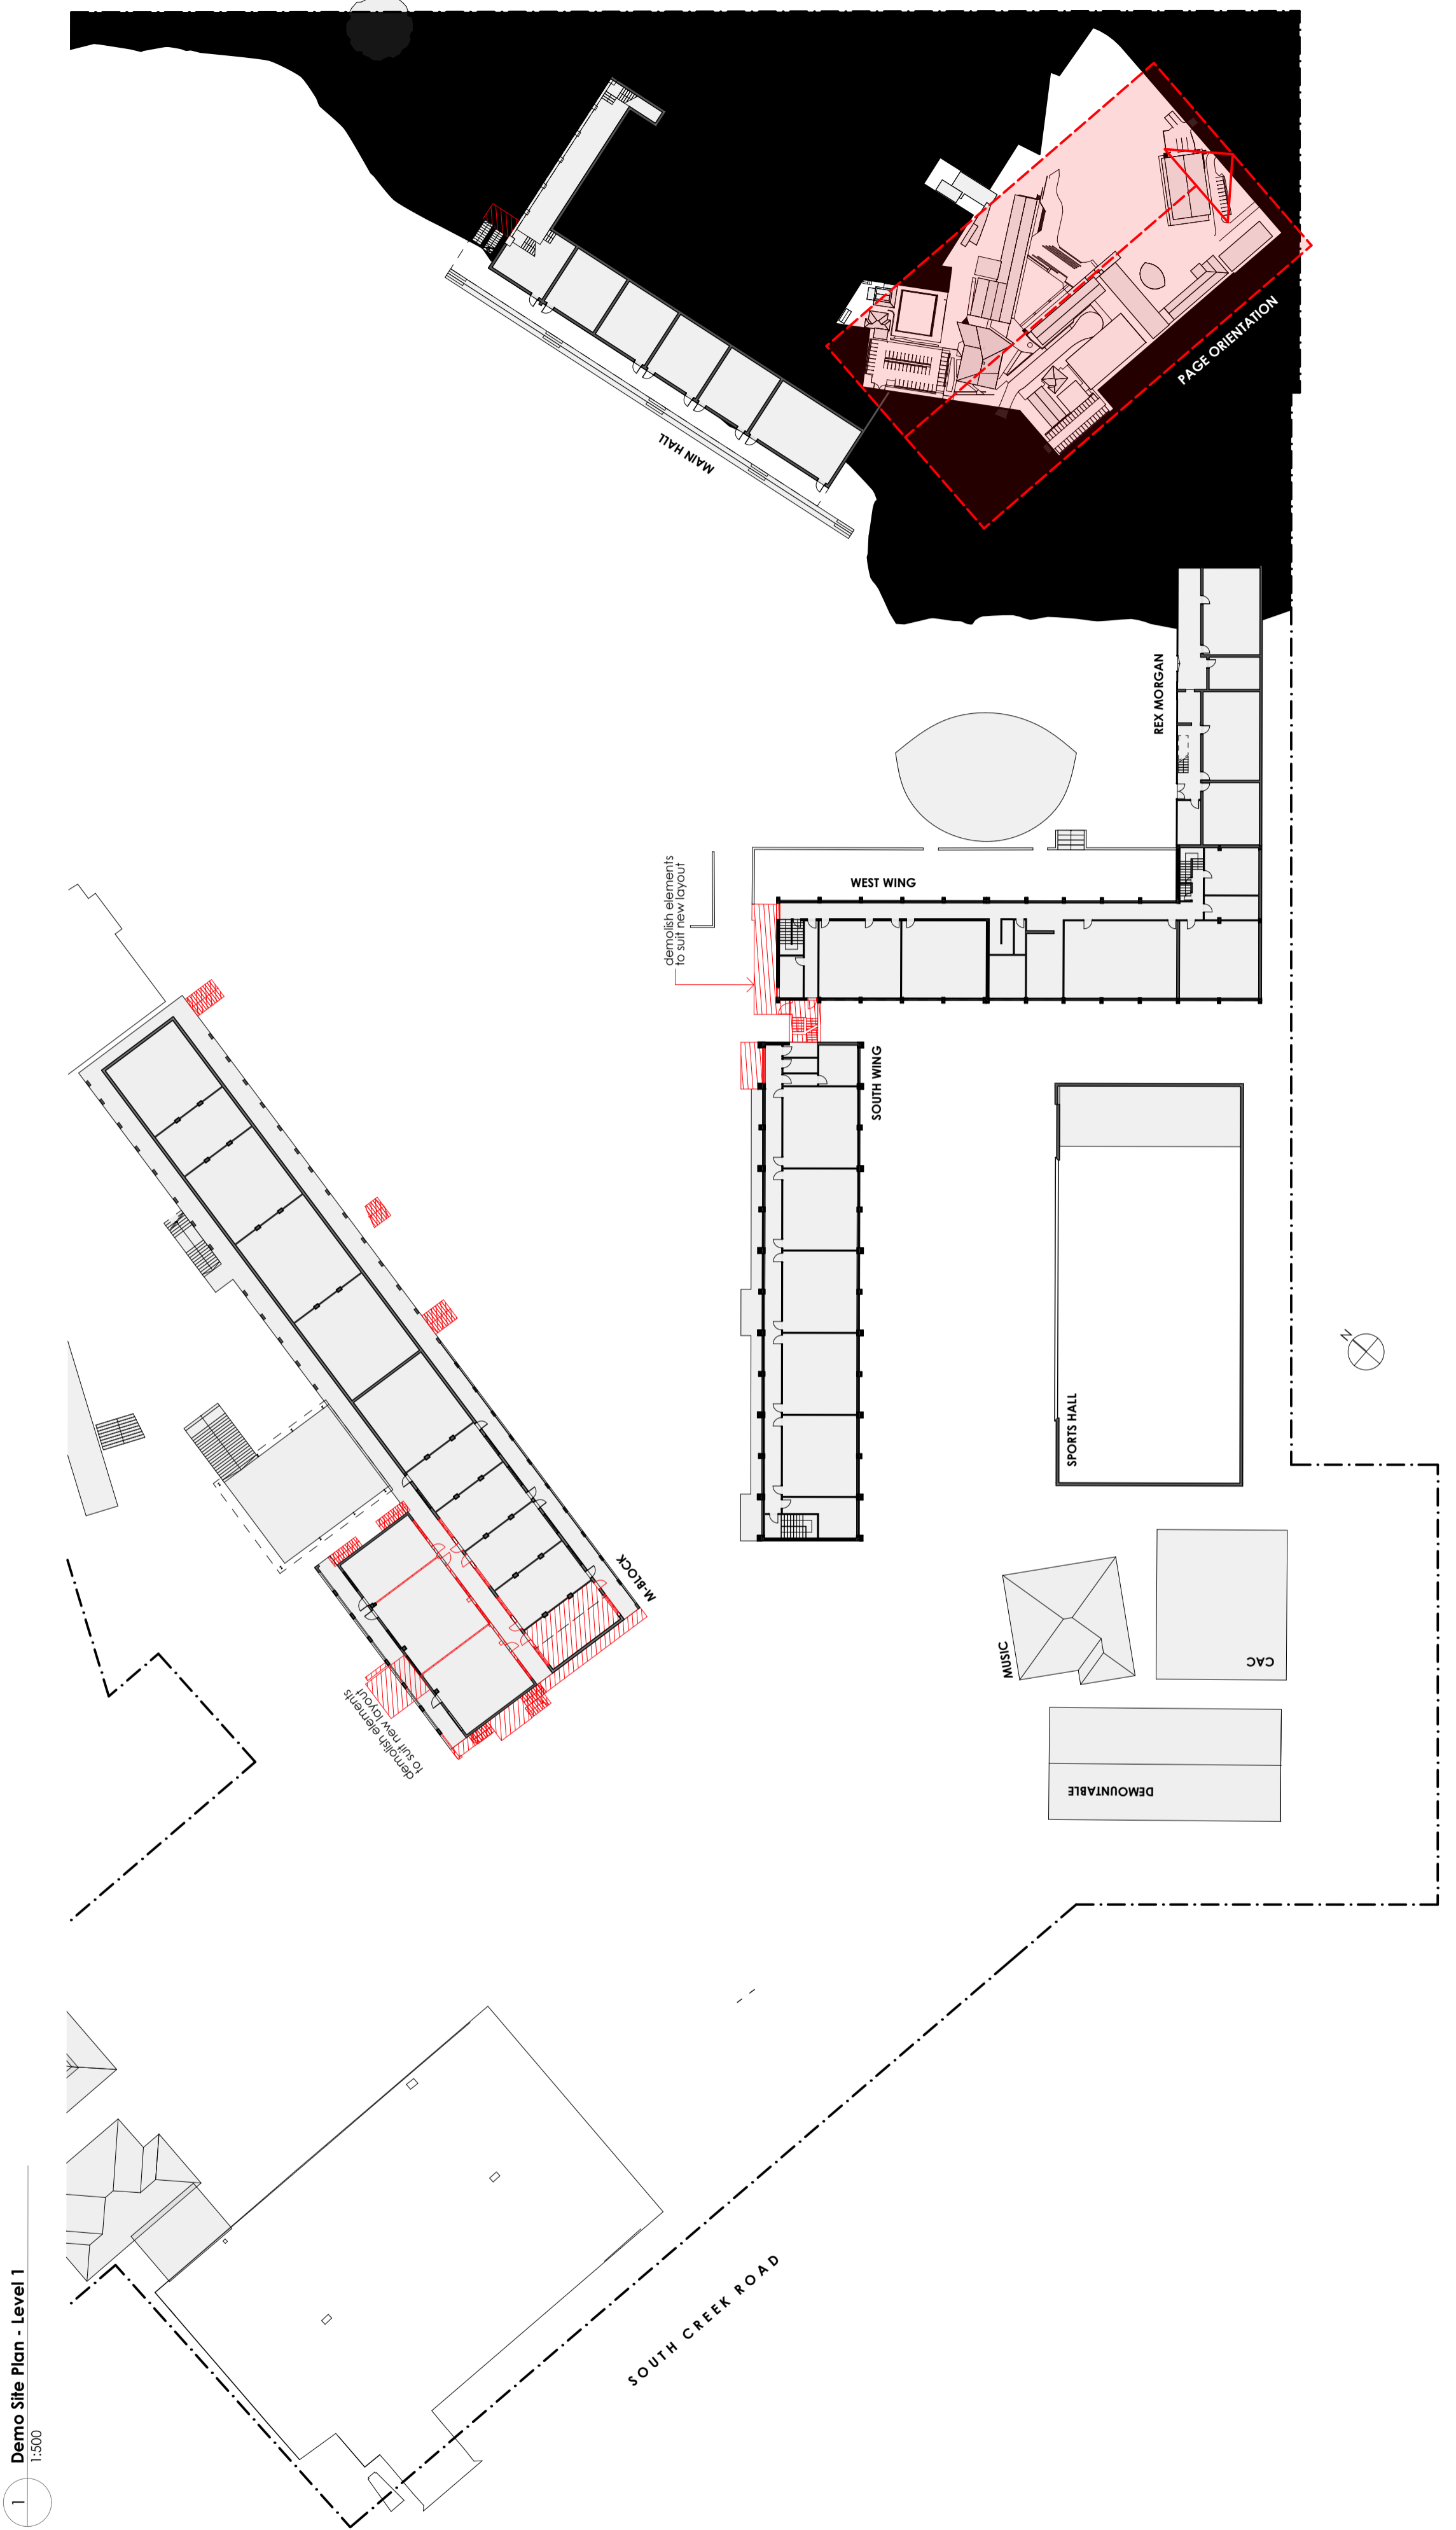 1
Demo Site Plan - Level 1
1:500
MAIN HALL
PAGE ORIENTATION
REX MORGAN
WEST WING
demolish elements
to suit new layout
SOUTH WING
N
SPORTS HALL
M-BLOCK
demolish elements
to suit new layout
MUSIC
CAC
DEMOUNTABLE
SOUTH CREEK ROAD